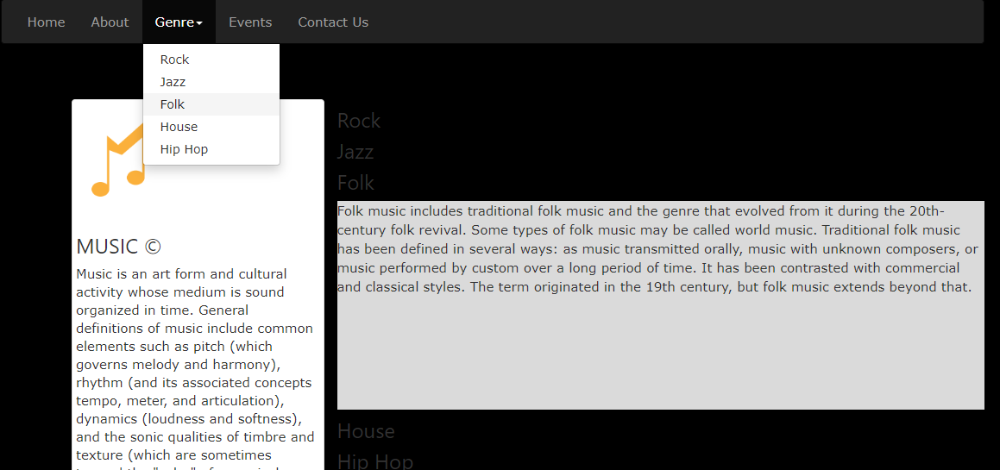 Home About Genre Events Contact Us
Rock
Jazz
Folk
House
Hip Hop
MUSIC ©
Music is an art form and cultural
activity whose medium is sound
organized in time. General
definitions of music include common
elements such as pitch (which
governs melody and harmony),
rhythm (and its associated concepts
tempo, meter, and articulation),
dynamics (loudness and softness),
and the sonic qualities of timbre and
texture (which are sometimes
Rock
Jazz
Folk
Folk music includes traditional folk music and the genre that evolved from it during the 20th-
century folk revival. Some types of folk music may be called world music. Traditional folk music
has been defined in several ways: as music transmitted orally, music with unknown composers, or
music performed by custom over a long period of time. It has been contrasted with commercial
and classical styles. The term originated in the 19th century, but folk music extends beyond that.
House
Hip Hop